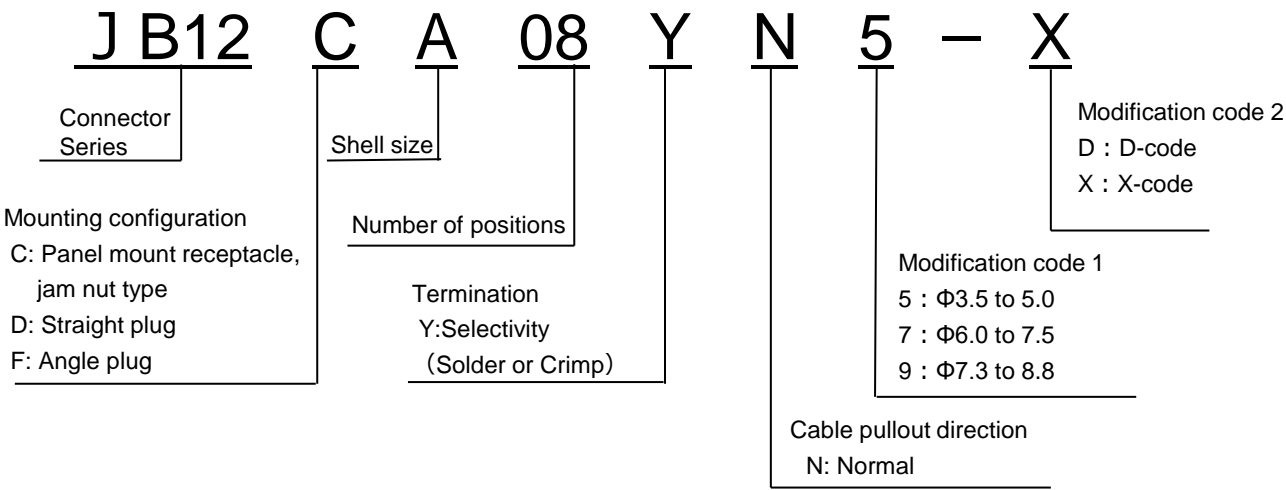 J B12 C A 08 Y N 5 － X
Connector
Series
Shell size
Modification code 2
D：D-code
X：X-code
Mounting configuration
C: Panel mount receptacle,
jam nut type
D: Straight plug
F: Angle plug
Number of positions
Termination
Y:Selectivity
（Solder or Crimp）
Modification code 1
5：Φ3.5 to 5.0
7：Φ6.0 to 7.5
9：Φ7.3 to 8.8
Cable pullout direction
N: Normal